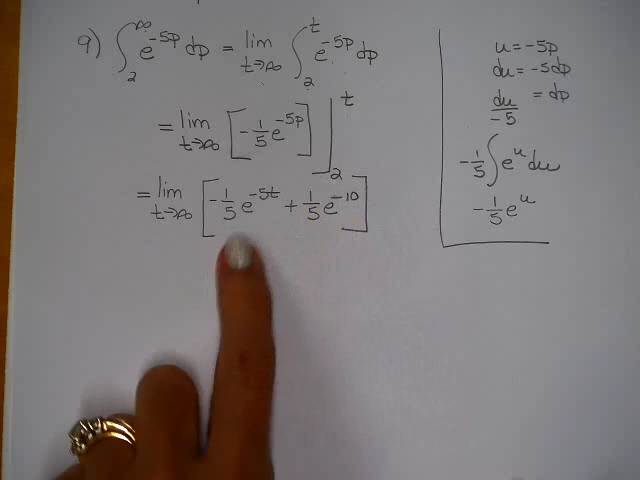 9) ∫₂^∞ e^{-5p} dp = lim_{t→∞} ∫₂^t e^{-5p} dp
= lim_{t→∞} [-1/5 e^{-5p}] |₂^t
= lim_{t→∞} [-1/5 e^{-5t} + 1/5 e^{-10}]
u = -5p
du = -5dp
du/-5 = dp
-1/5 ∫ e^u du
-1/5 e^u